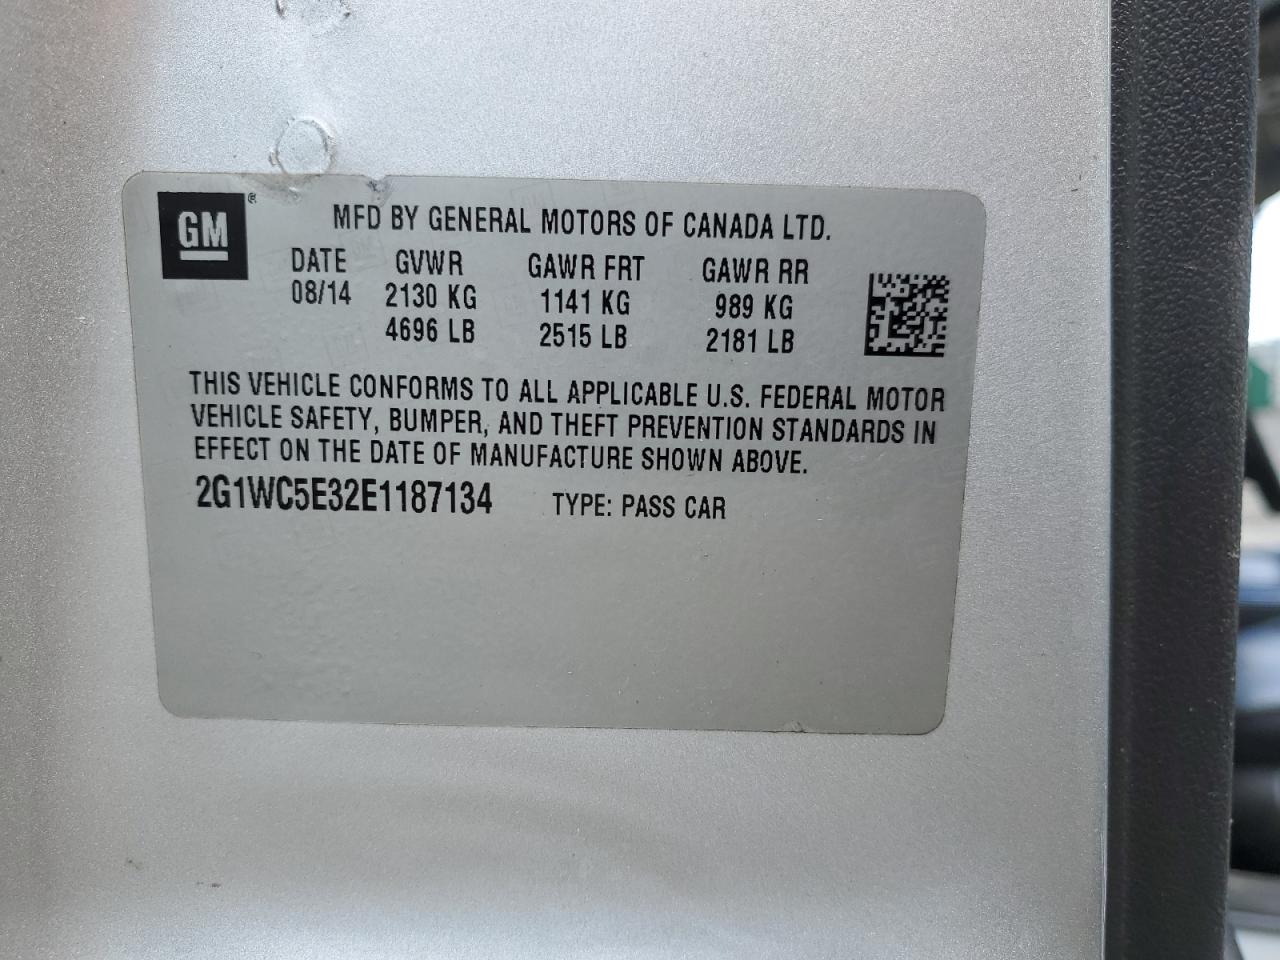 GM ® MFD BY GENERAL MOTORS OF CANADA LTD.
DATE GVWR GAWR FRT GAWR RR
08/14 2130 KG 1141 KG 989 KG
4696 LB 2515 LB 2181 LB
THIS VEHICLE CONFORMS TO ALL APPLICABLE U.S. FEDERAL MOTOR
VEHICLE SAFETY, BUMPER, AND THEFT PREVENTION STANDARDS IN
EFFECT ON THE DATE OF MANUFACTURE SHOWN ABOVE.
2G1WC5E32E1187134 TYPE: PASS CAR